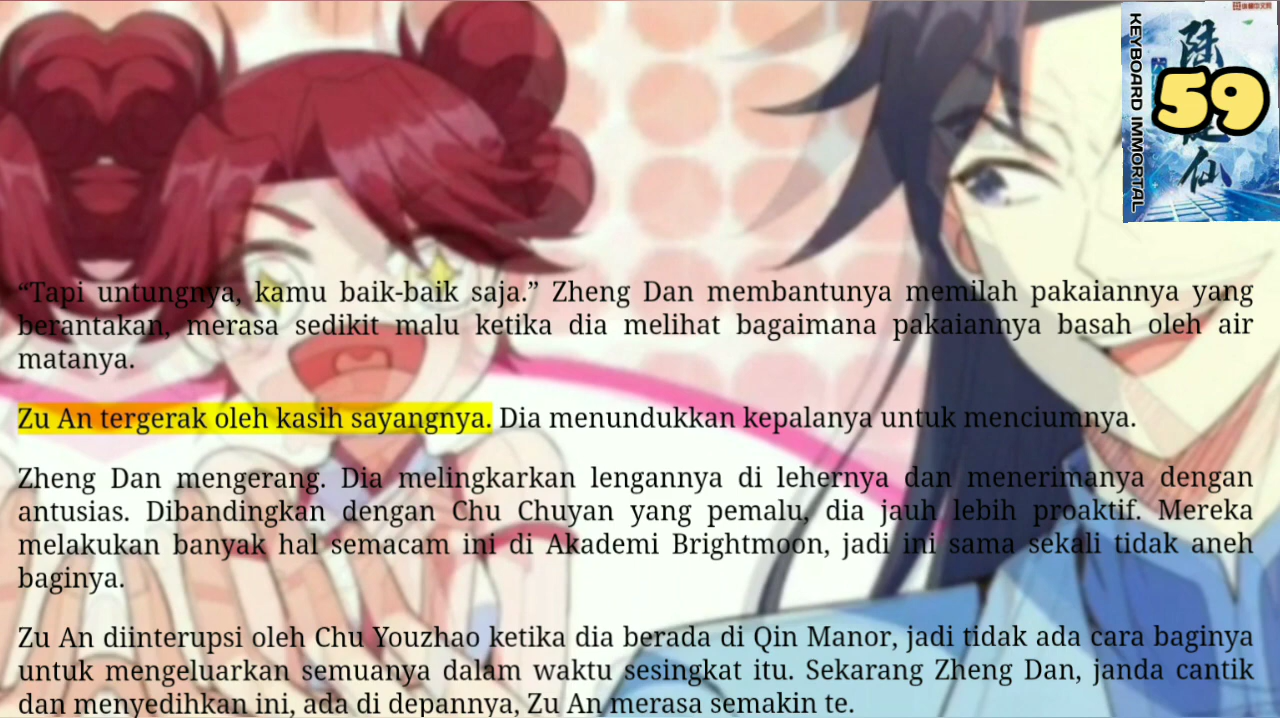 KEYBOARD IMMORTAL
59
“Tapi untungnya, kamu baik-baik saja.” Zheng Dan membantunya memilah pakaiannya yang
berantakan, merasa sedikit malu ketika dia melihat bagaimana pakaiannya basah oleh air
matanya.
Zu An tergerak oleh kasih sayangnya. Dia menundukkan kepalanya untuk menciumnya.
Zheng Dan mengerang. Dia melingkarkan lengannya di lehernya dan menerimanya dengan
antusias. Dibandingkan dengan Chu Chuyan yang pemalu, dia jauh lebih proaktif. Mereka
melakukan banyak hal semacam ini di Akademi Brightmoon, jadi ini sama sekali tidak aneh
baginya.
Zu An diinterupsi oleh Chu Youzhao ketika dia berada di Qin Manor, jadi tidak ada cara baginya
untuk mengeluarkan semuanya dalam waktu sesingkat itu. Sekarang Zheng Dan, janda cantik
dan menyedihkan ini, ada di depannya, Zu An merasa semakin te.